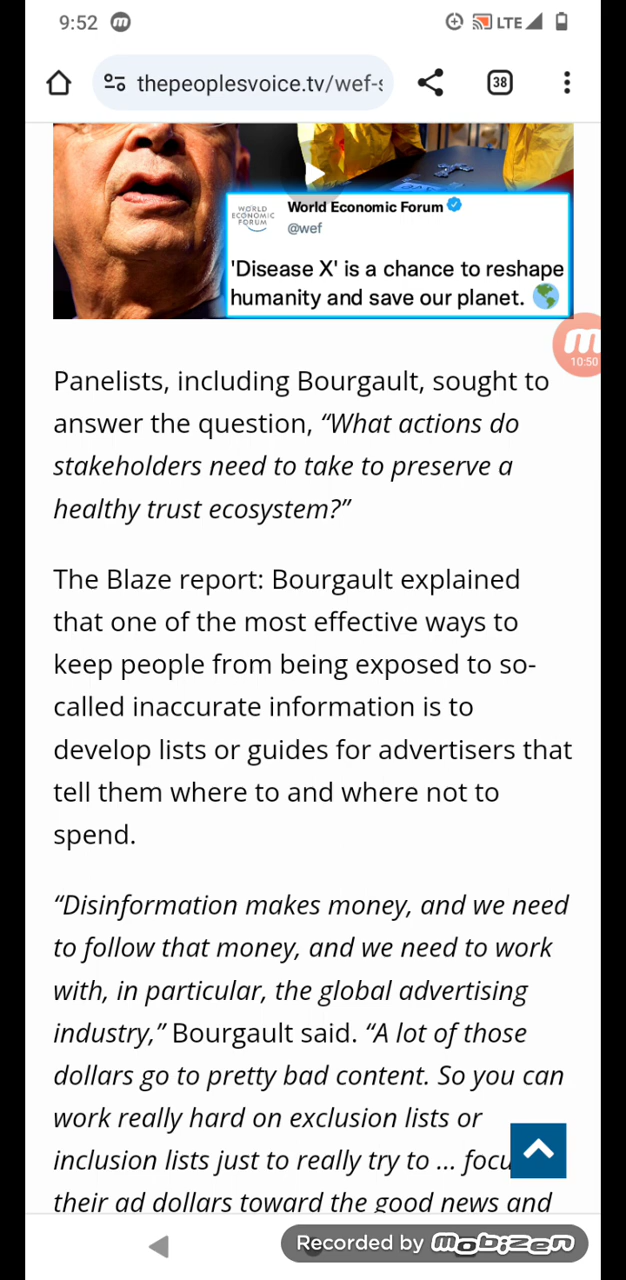 9:52 m LTE
thepeoplesvoice.tv/wef-s 38
WORLD ECONOMIC FORUM
World Economic Forum
@wef
'Disease X' is a chance to reshape
humanity and save our planet.
m
10:50
Panelists, including Bourgault, sought to
answer the question, “What actions do
stakeholders need to take to preserve a
healthy trust ecosystem?”
The Blaze report: Bourgault explained
that one of the most effective ways to
keep people from being exposed to so-
called inaccurate information is to
develop lists or guides for advertisers that
tell them where to and where not to
spend.
“Disinformation makes money, and we need
to follow that money, and we need to work
with, in particular, the global advertising
industry,” Bourgault said. “A lot of those
dollars go to pretty bad content. So you can
work really hard on exclusion lists or
inclusion lists just to really try to ... focu
their ad dollars toward the good news and
Recorded by mobizen